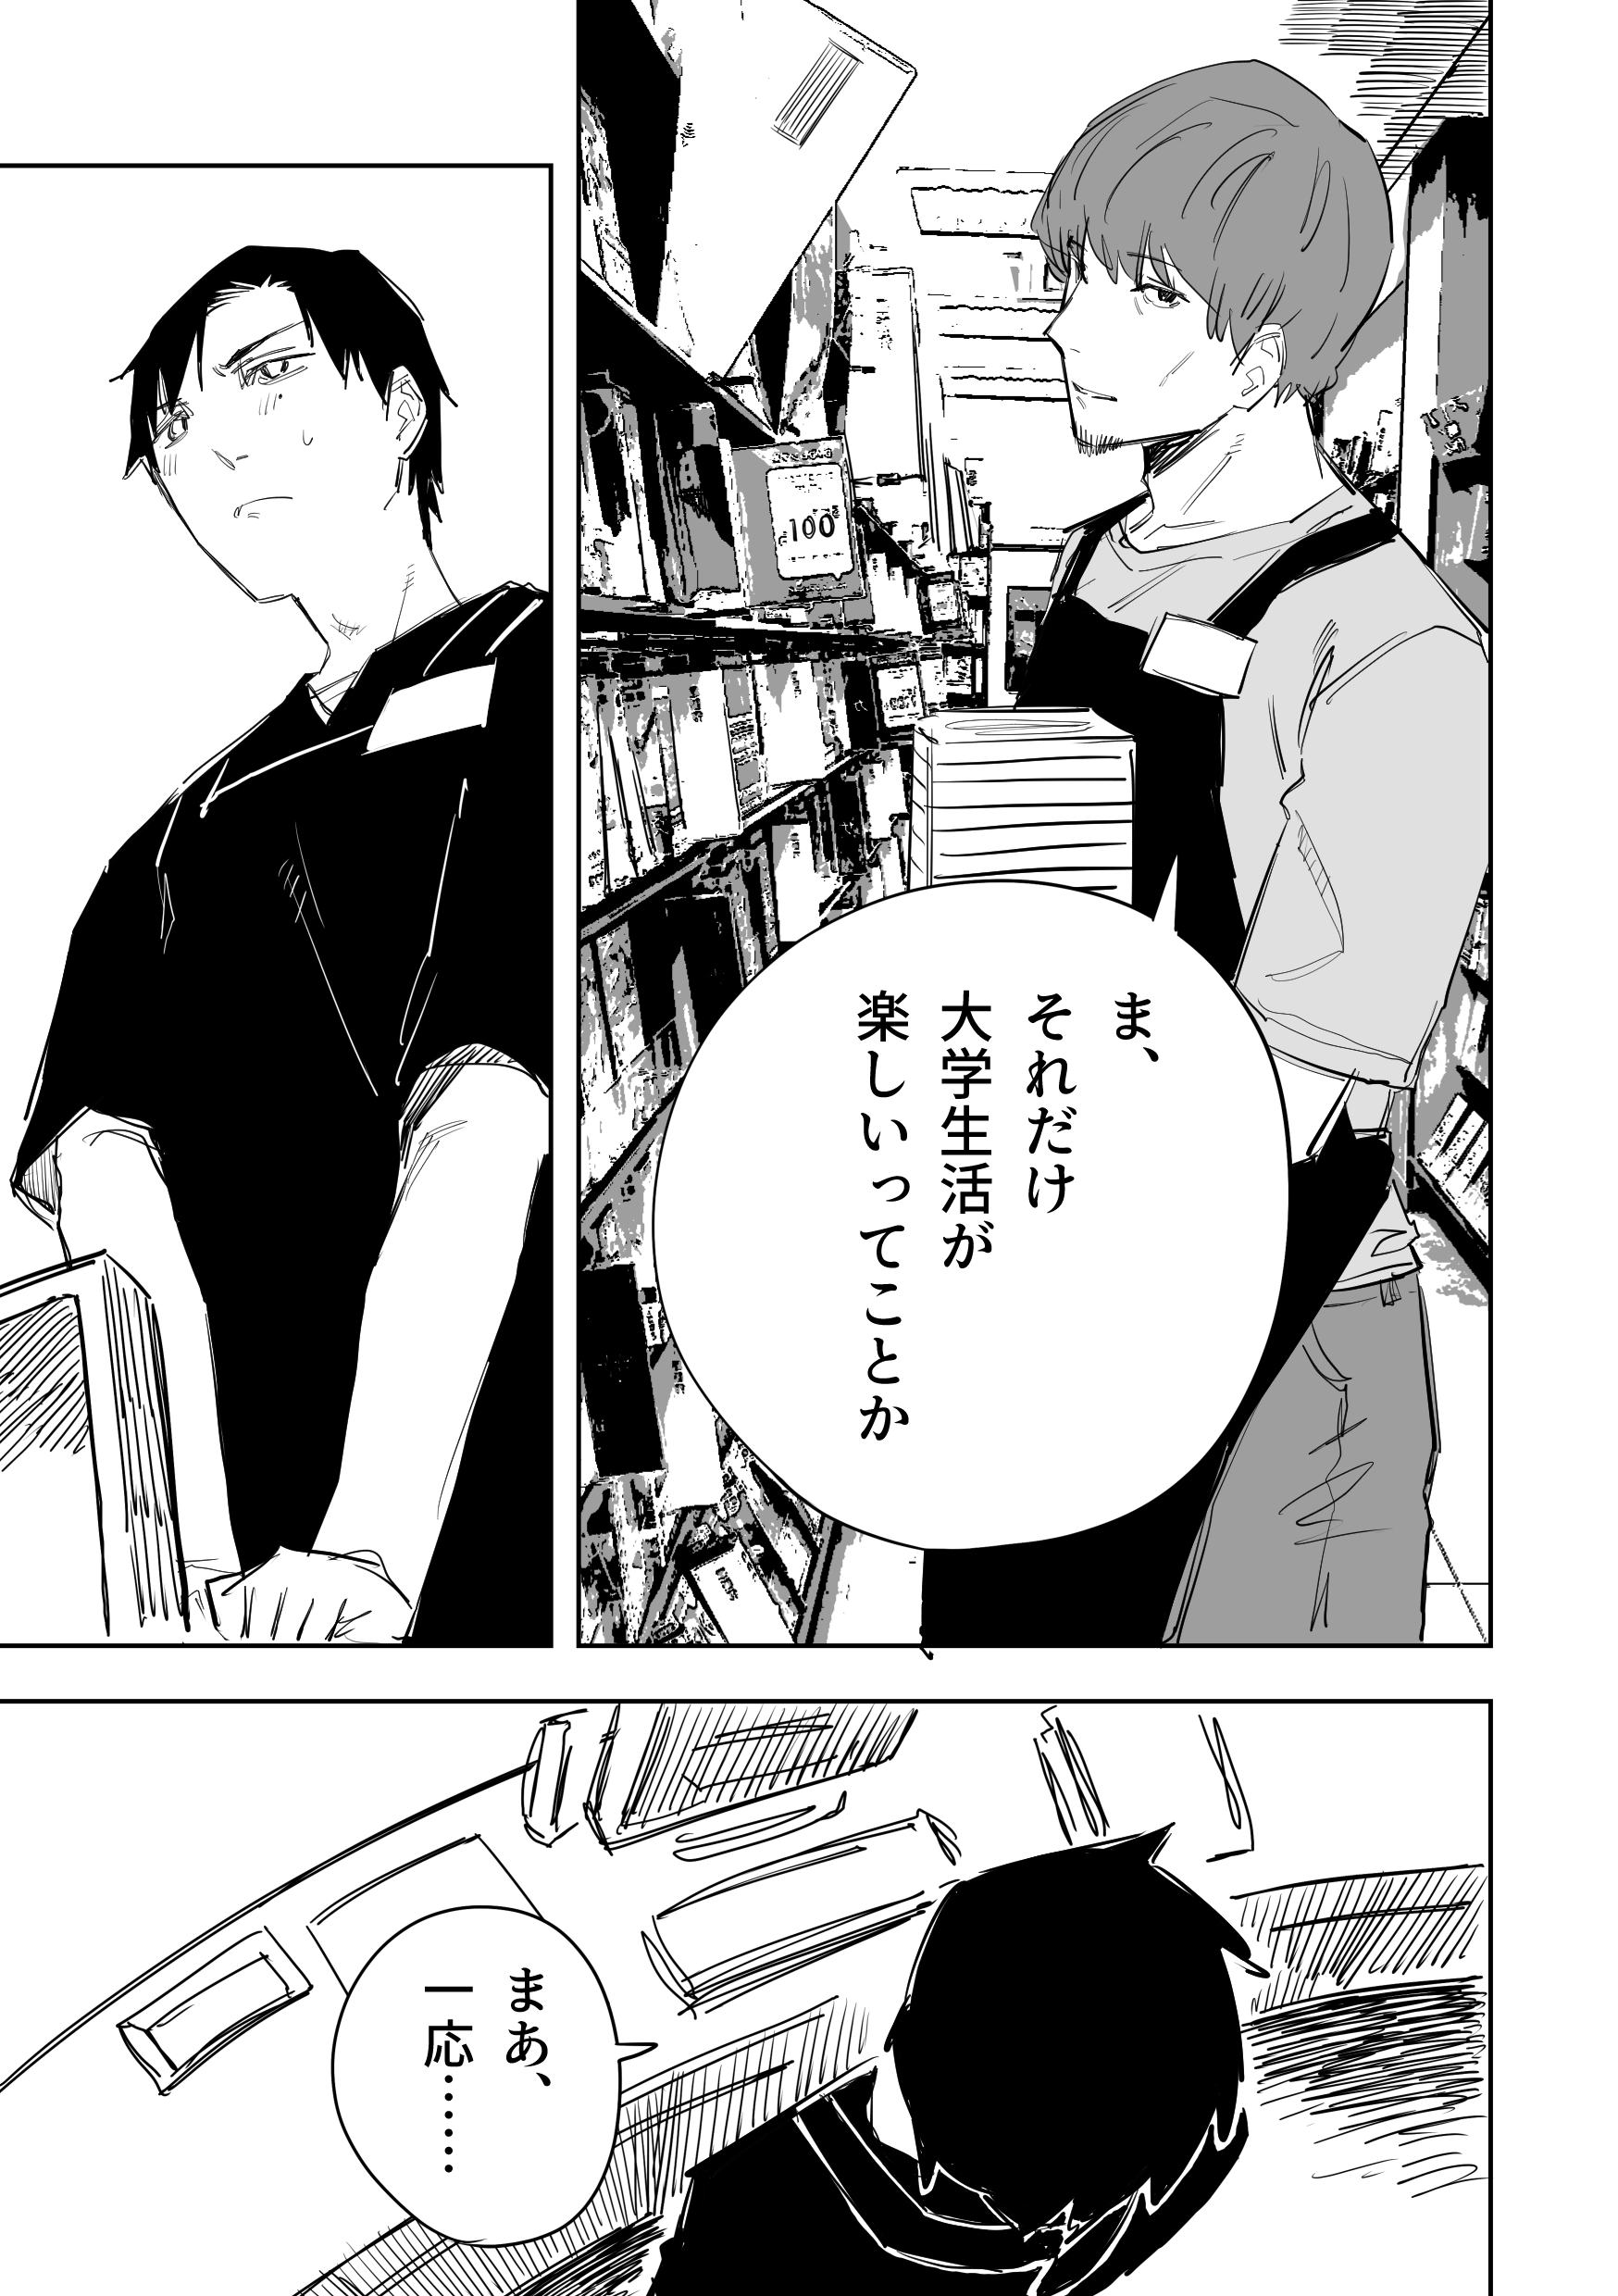 ま、
それだけ
大学生活が
楽しいってことか
100
まあ、
一応……